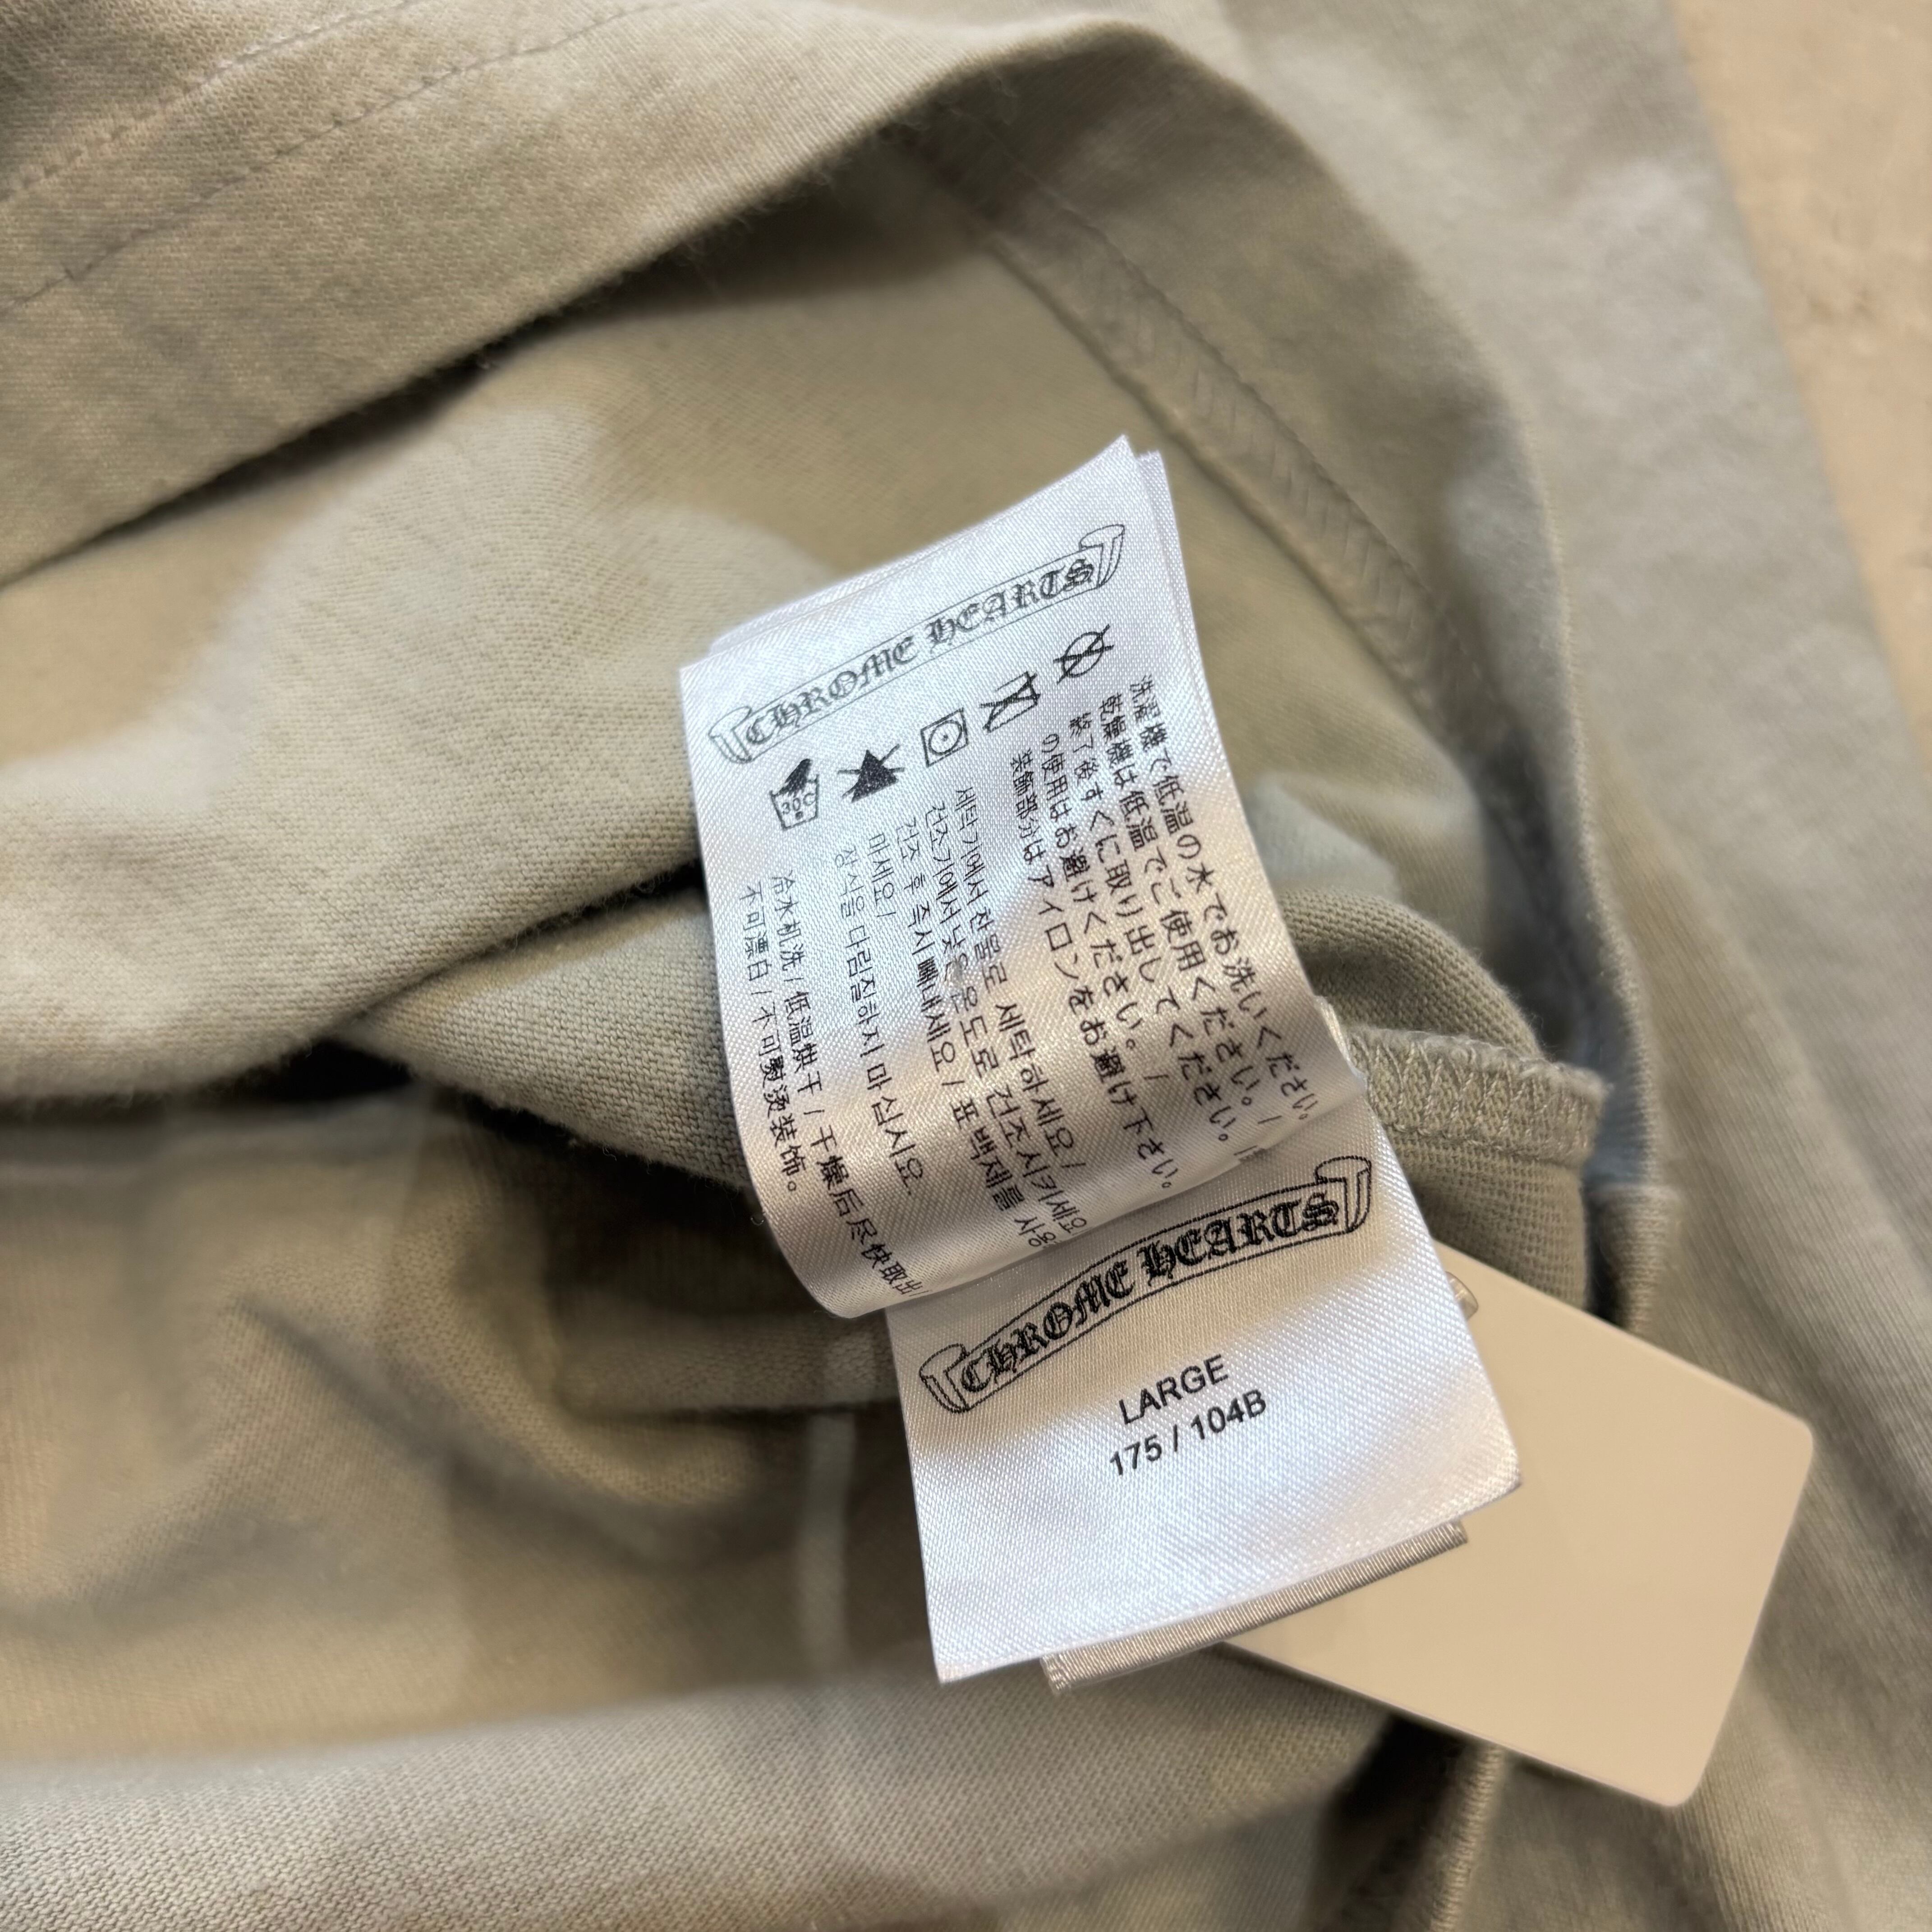 CHROME HEARTS
30C
洗濯機で低温の水でお洗いください。/
乾燥機は低温でご使用ください。/
終了後すぐに取り出してください。
の使用はお避けください。/
装飾部分はアイロンをお避け下さい。
세탁기에서 찬물로 세탁하세요/
건조기에서 낮은 온도로 건조시키세요
건조 후 즉시 빼내세요/표백제를 사용
마세요/
장식을 다림질하지 마십시요.
冷水机洗/低温烘干/干燥后尽快取出
不可漂白/不可熨烫装饰。
CHROME HEARTS
LARGE
175 / 104B